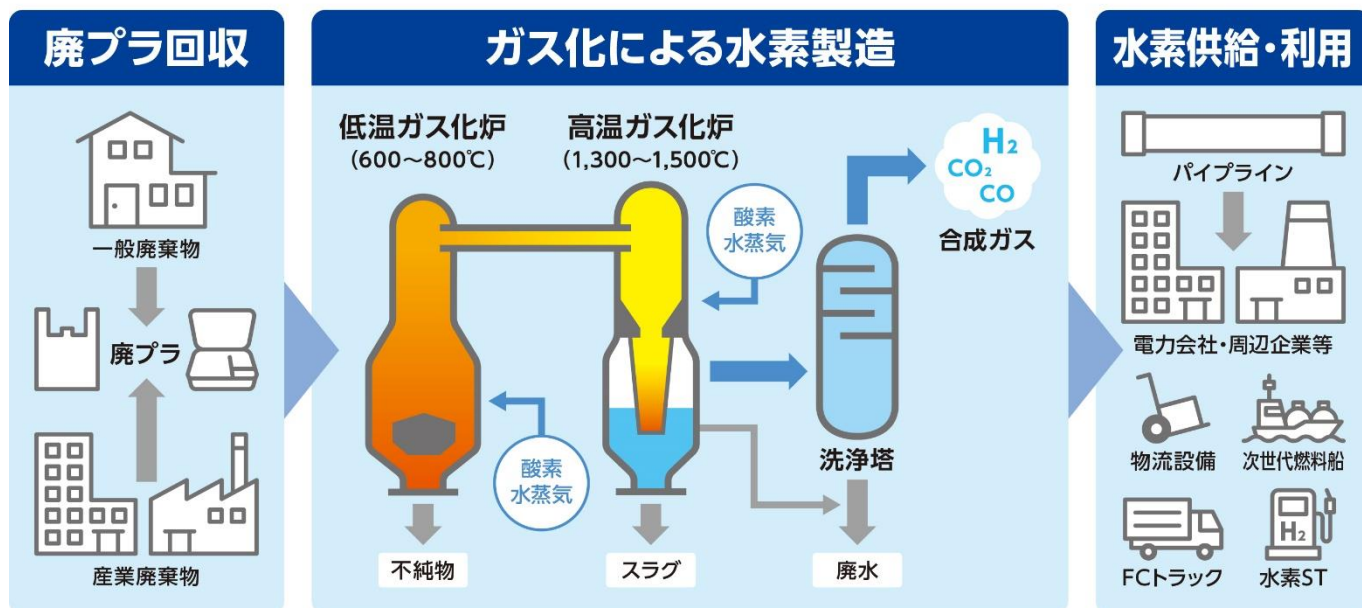 廃プラ回収
一般廃棄物
廃プラ
産業廃棄物
ガス化による水素製造
低温ガス化炉
(600〜800℃)
高温ガス化炉
(1,300〜1,500℃)
酸素
水蒸気
酸素
水蒸気
H₂
CO₂
CO
合成ガス
洗浄塔
不純物
スラグ
廃水
水素供給・利用
パイプライン
電力会社・周辺企業等
物流設備
次世代燃料船
FCトラック
H₂
水素ST